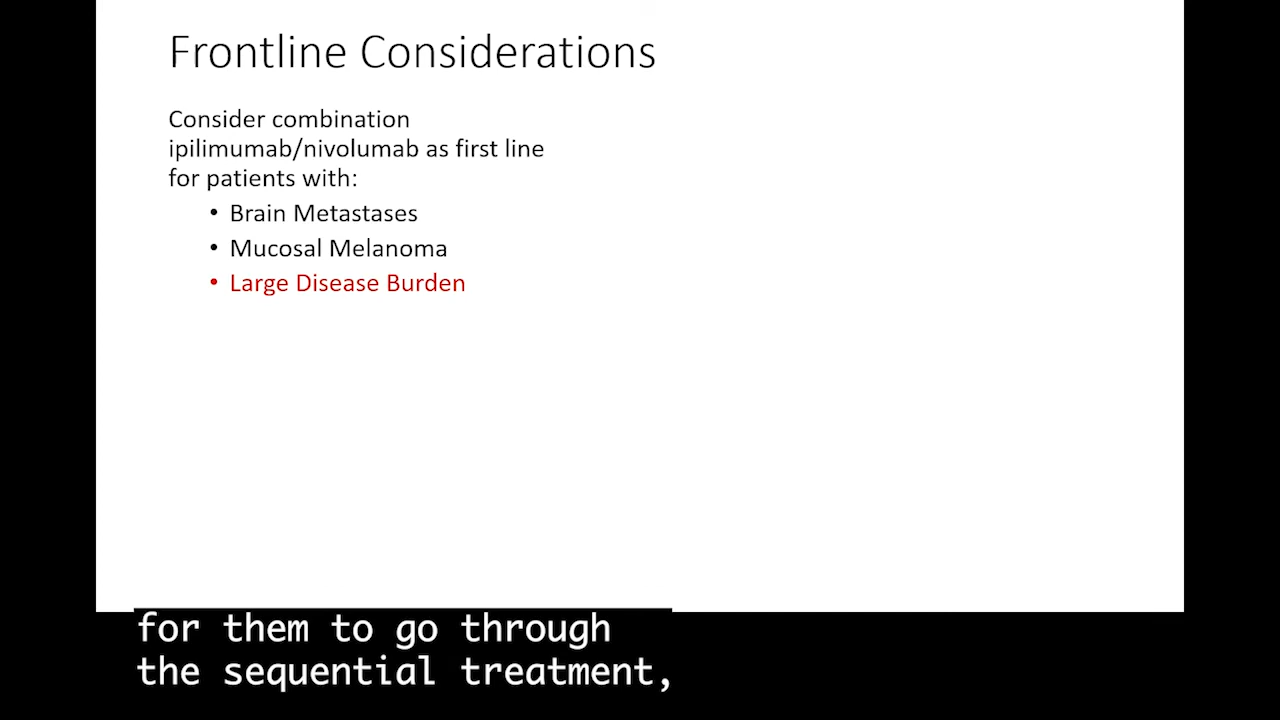 Frontline Considerations
Consider combination
ipilimumab/nivolumab as first line
for patients with:
• Brain Metastases
• Mucosal Melanoma
• Large Disease Burden
for them to go through
the sequential treatment,